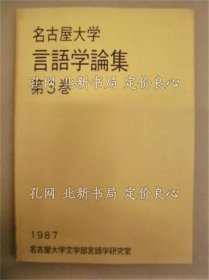 名古屋大学
言語学論集
第3巻
孔网 北新书局 定价良心
孔网 北新书局 定价良心
1987
名古屋大学文学部言語学研究室